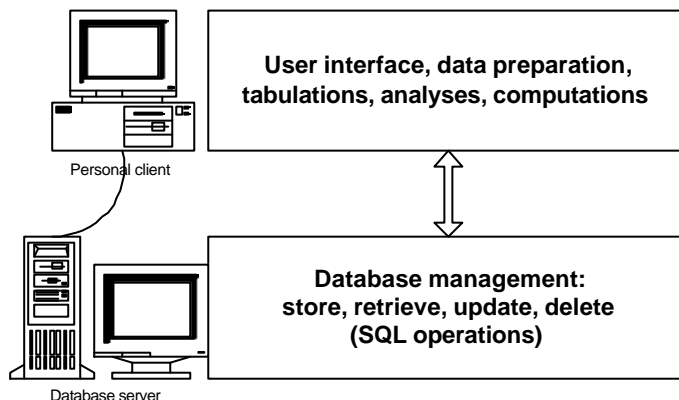 User interface, data preparation,
tabulations, analyses, computations
Personal client
Database management:
store, retrieve, update, delete
(SQL operations)
Database server